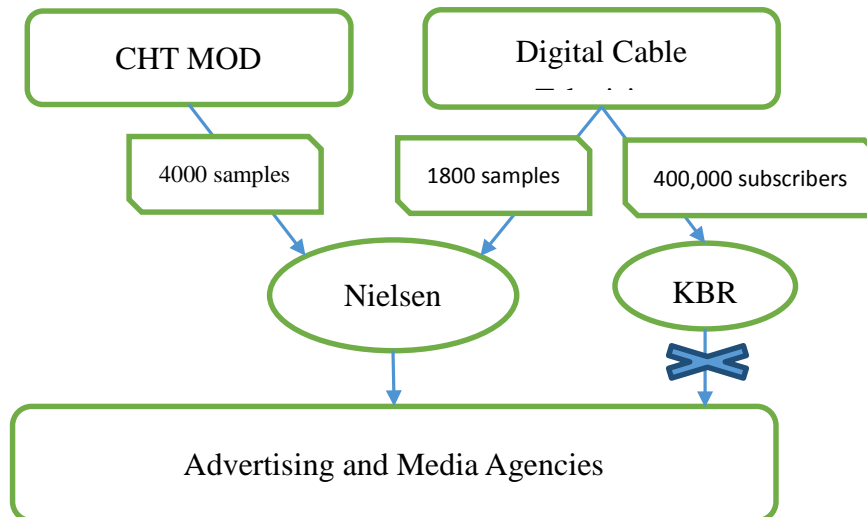 CHT MOD
Digital Cable
4000 samples
1800 samples
400,000 subscribers
Nielsen
KBR
Advertising and Media Agencies